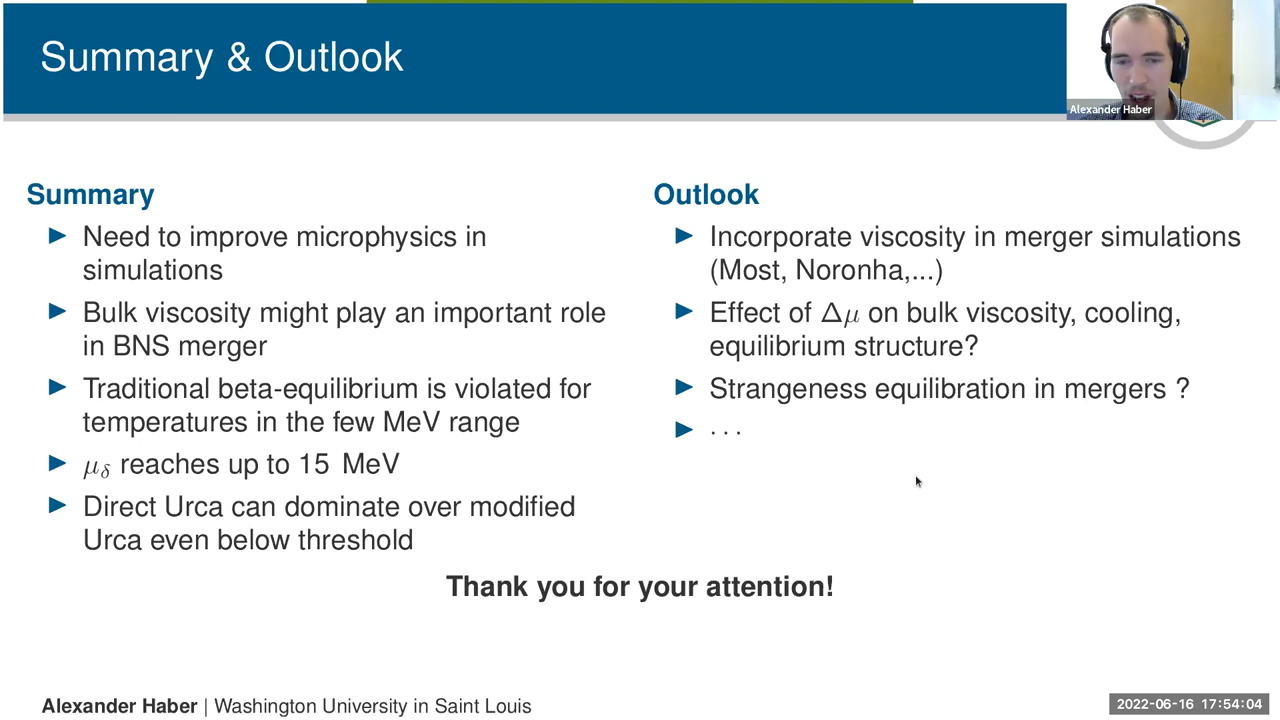 Summary & Outlook
Alexander Haber
Summary
▶ Need to improve microphysics in
simulations
▶ Bulk viscosity might play an important role
in BNS merger
▶ Traditional beta-equilibrium is violated for
temperatures in the few MeV range
▶ μδ reaches up to 15 MeV
▶ Direct Urca can dominate over modified
Urca even below threshold
Outlook
▶ Incorporate viscosity in merger simulations
(Most, Noronha,...)
▶ Effect of Δμ on bulk viscosity, cooling,
equilibrium structure?
▶ Strangeness equilibration in mergers ?
▶ ···
Thank you for your attention!
Alexander Haber | Washington University in Saint Louis
2022-06-16 17:54:04